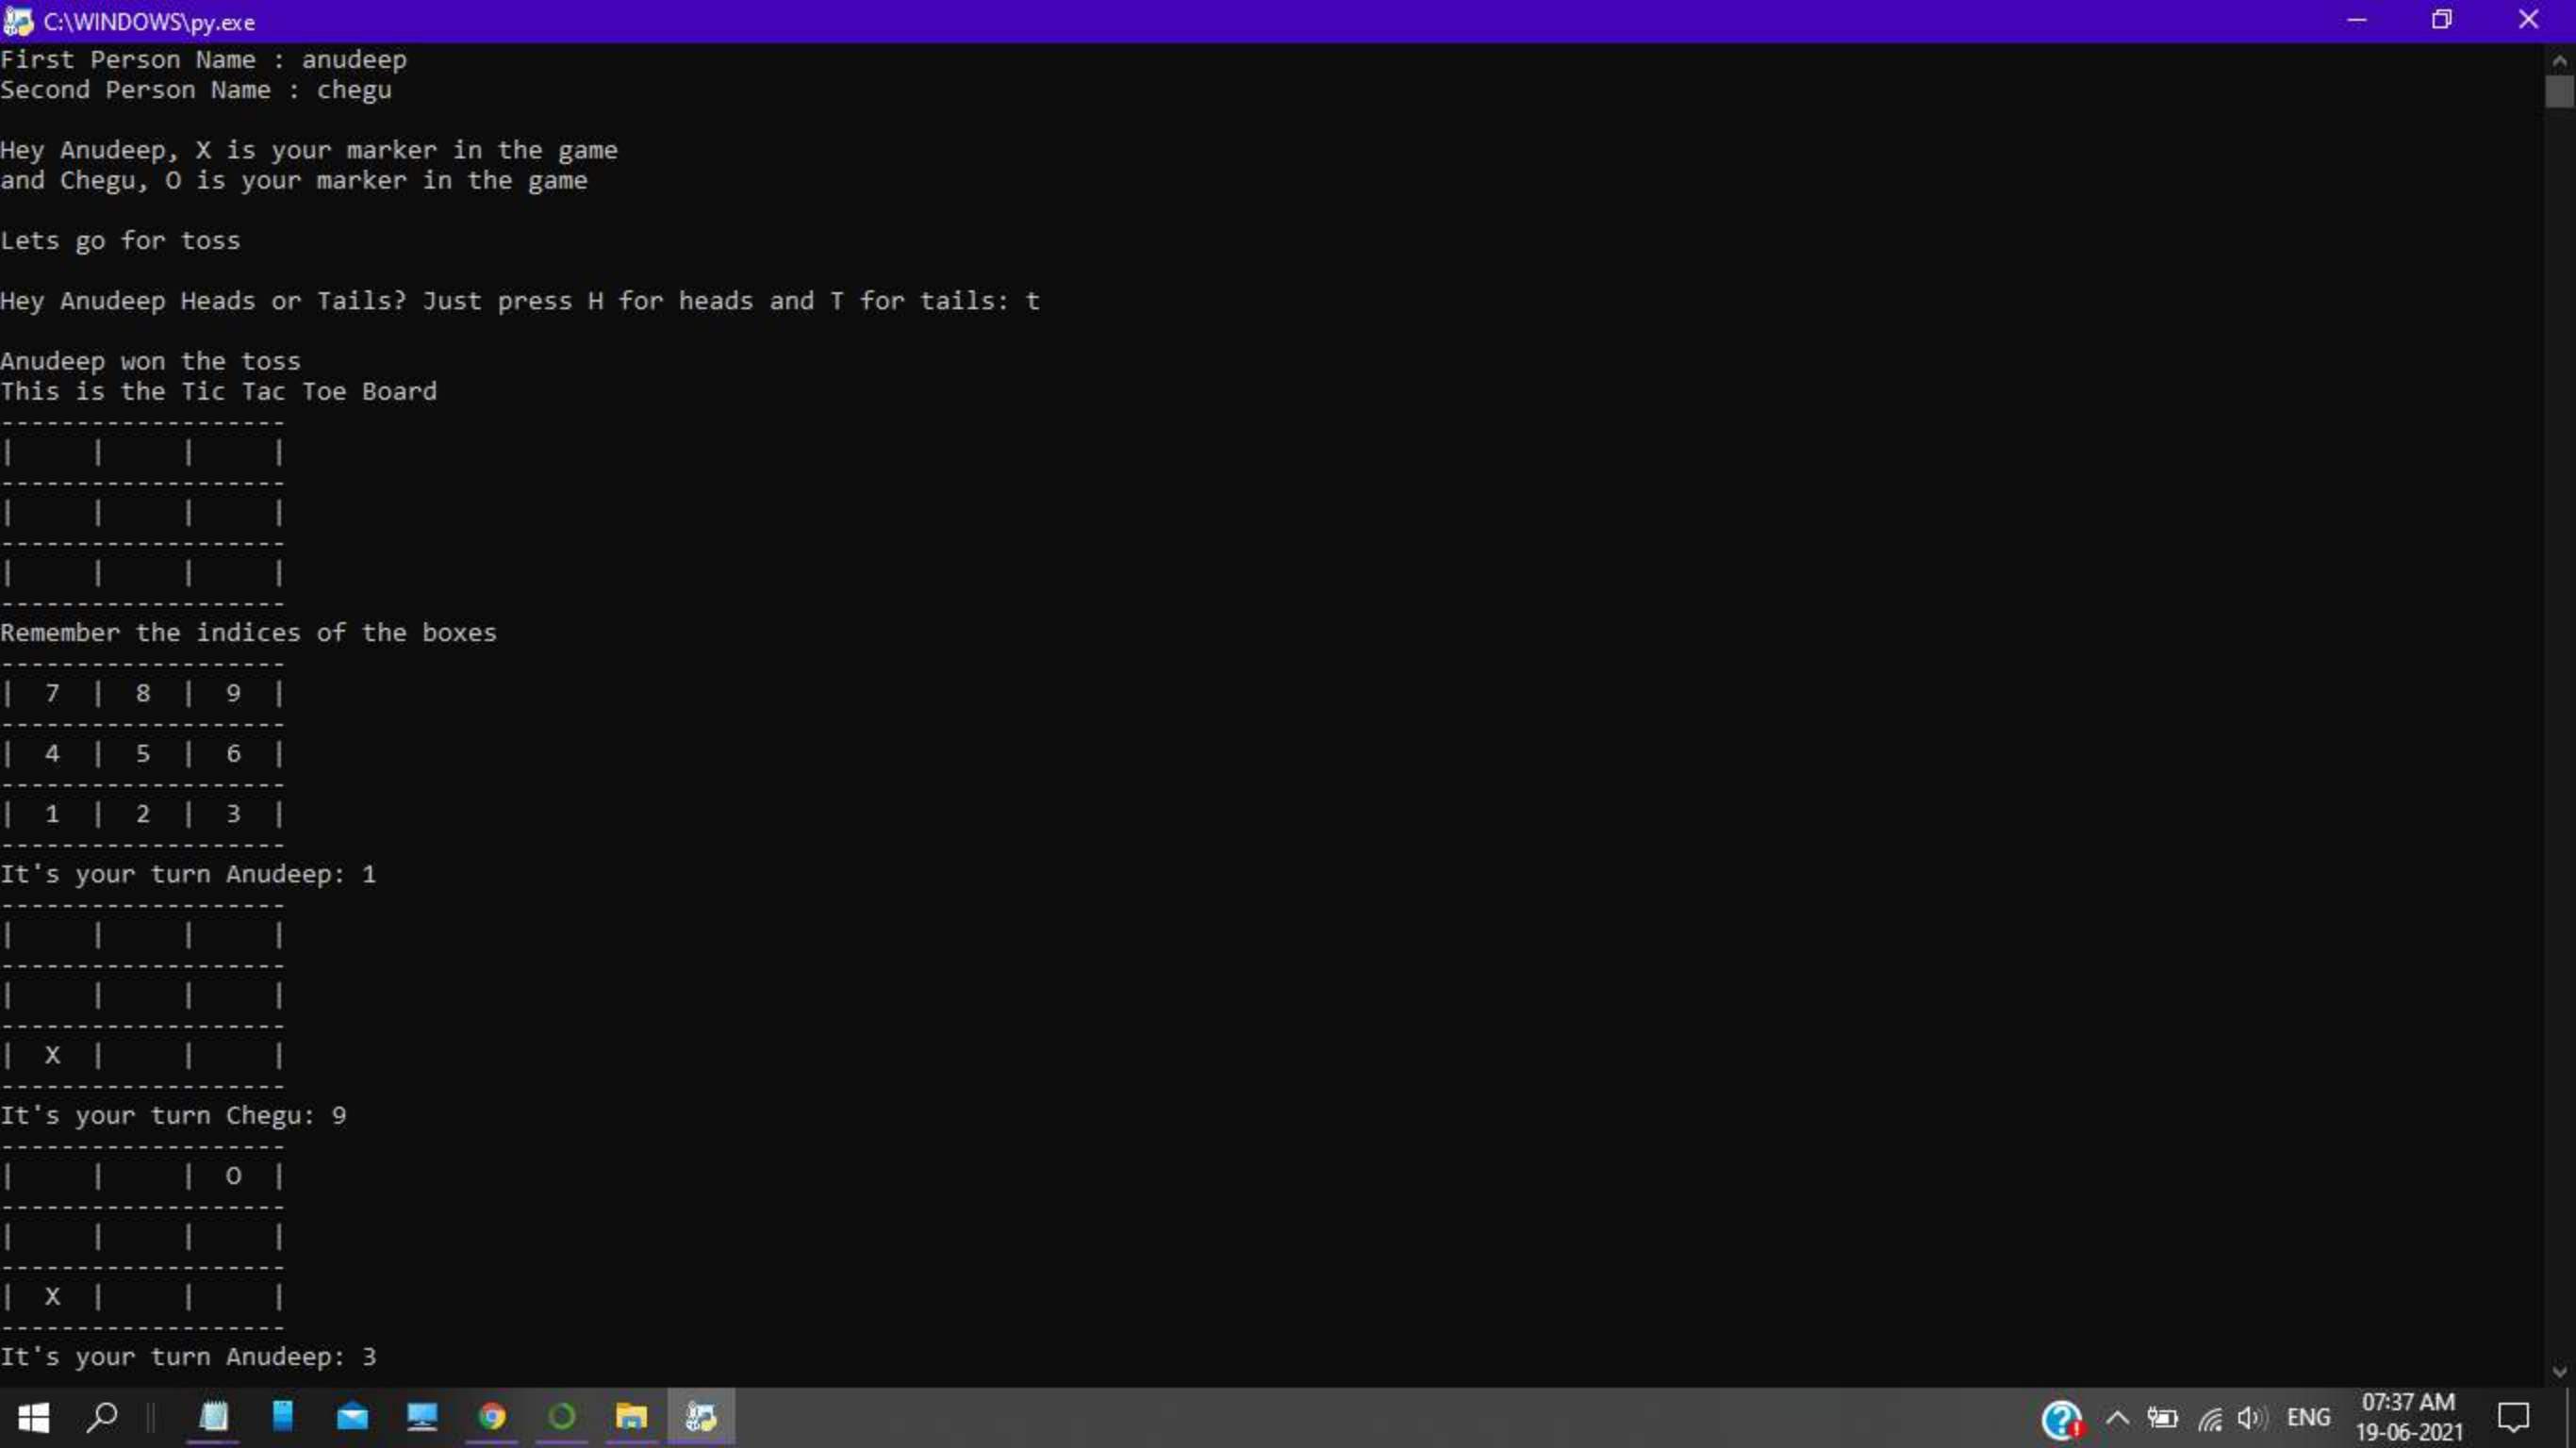 C:\WINDOWS\py.exe
First Person Name : anudeep
Second Person Name : chegu
Hey Anudeep, X is your marker in the game
and Chegu, O is your marker in the game
Lets go for toss
Hey Anudeep Heads or Tails? Just press H for heads and T for tails: t
Anudeep won the toss
This is the Tic Tac Toe Board
-------------------
|     |     |     |
-------------------
|     |     |     |
-------------------
|     |     |     |
-------------------
Remember the indices of the boxes
-------------------
|  7  |  8  |  9  |
-------------------
|  4  |  5  |  6  |
-------------------
|  1  |  2  |  3  |
-------------------
It's your turn Anudeep: 1
-------------------
|     |     |     |
-------------------
|     |     |     |
-------------------
|  X  |     |     |
-------------------
It's your turn Chegu: 9
-------------------
|     |     |  O  |
-------------------
|     |     |     |
-------------------
|  X  |     |     |
-------------------
It's your turn Anudeep: 3
ENG
07:37 AM
19-06-2021